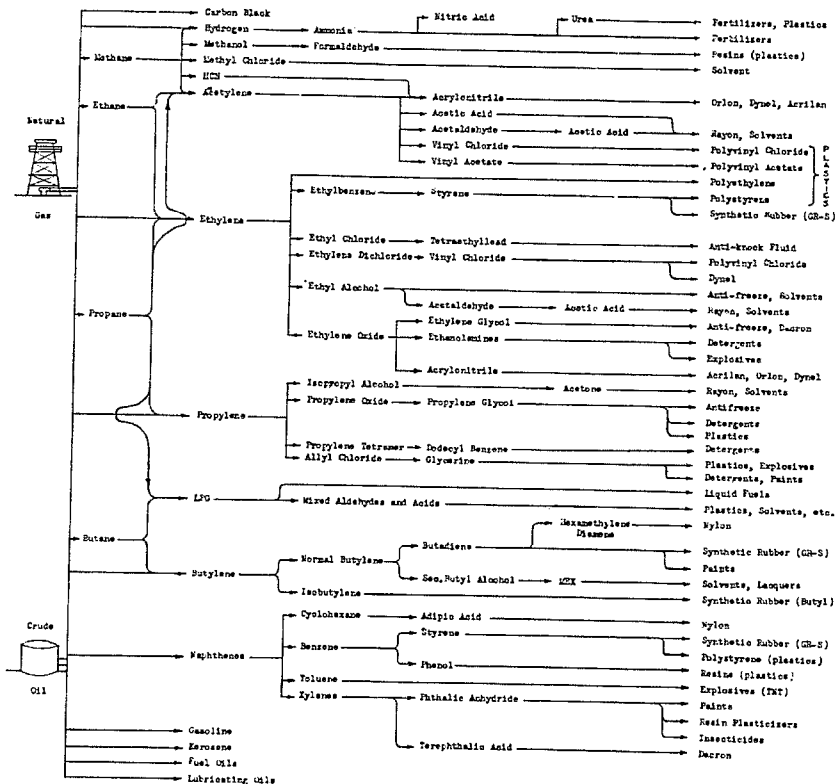 Carbon Black
Hydrogen Ammonia Nitric Acid Urea Fertilizers, Plastics
Fertilizers
Methanol Formaldehyde Resins (plastics)
Methane Methyl Chloride Solvent
HCN
Acetylene Acrylonitrile Orlon, Dynel, Acrilan
Ethane Acetic Acid
Natural Acetaldehyde Acetic Acid Rayon, Solvents
Vinyl Chloride Polyvinyl Chloride
Vinyl Acetate Polyvinyl Acetate
PLASTICS
Polyethylene
Ethylbenzene Styrene Polystyrene
Gas Ethylene Synthetic Rubber (GR-S)
Ethyl Chloride Tetraethyllead Anti-knock Fluid
Ethylene Dichloride Vinyl Chloride Polyvinyl Chloride
Dynel
Ethyl Alcohol Anti-freeze, Solvents
Acetaldehyde Acetic Acid Rayon, Solvents
Propane Ethylene Glycol Anti-freeze, Dacron
Ethylene Oxide Ethanolamines Detergents
Explosives
Acrylonitrile Acrilan, Orlon, Dynel
Isopropyl Alcohol Acetone Rayon, Solvents
Propylene Oxide Propylene Glycol Antifreeze
Propylene Detergents
Plastics
Propylene Tetramer Dodecyl Benzene Detergents
Allyl Chloride Glycerine Plastics, Explosives
Detergents, Paints
LPG Liquid Fuels
Mixed Aldehydes and Acids Plastics, Solvents, etc.
Hexamethylene Diamene Nylon
Butane Butadiene Synthetic Rubber (GR-S)
Normal Butylene Paints
Butylene Sec. Butyl Alcohol MEK Solvents, Lacquers
Isobutylene Synthetic Rubber (Butyl)
Crude Cyclohexane Adipic Acid Nylon
Styrene Synthetic Rubber (GR-S)
Naphthenes Benzene Polystyrene (plastics)
Phenol Resins (plastics)
Oil Toluene Explosives (TNT)
Xylenes Phthalic Anhydride Paints
Resin Plasticizers
Gasoline Insecticides
Kerosene Terephthalic Acid Dacron
Fuel Oils
Lubricating Oils